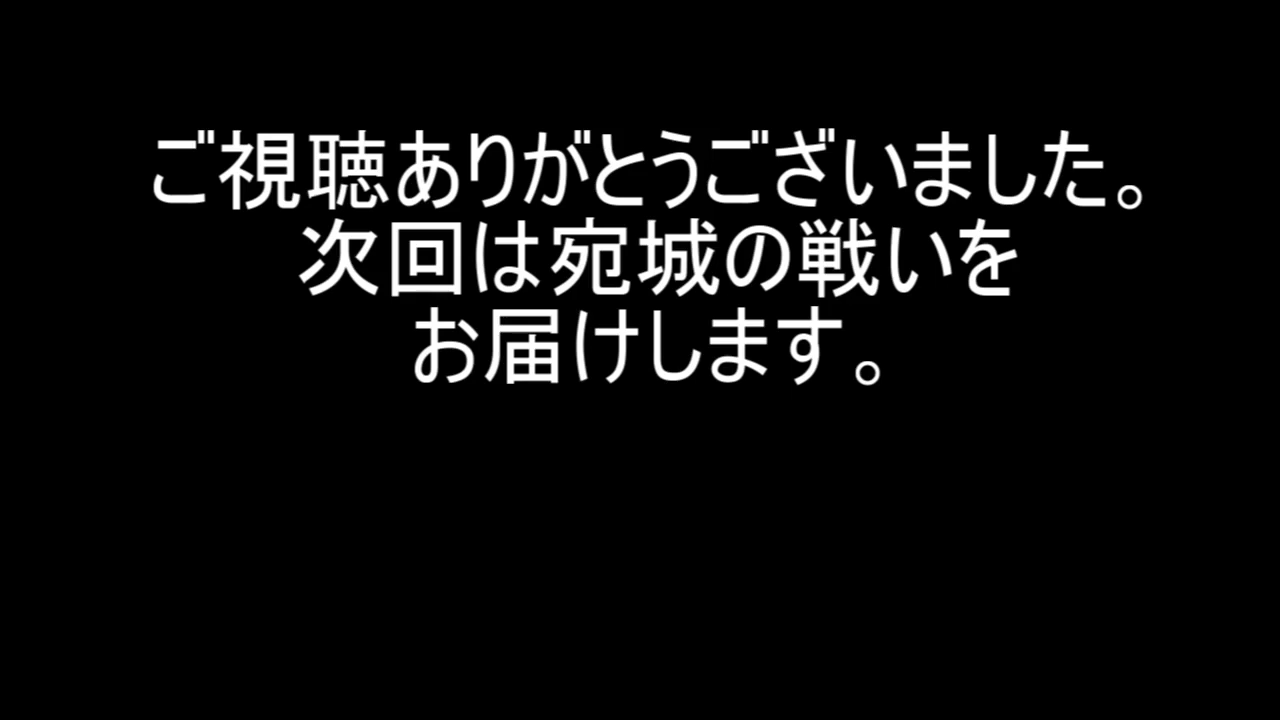 ご視聴ありがとうございました。
次回は宛城の戦いを
お届けします。